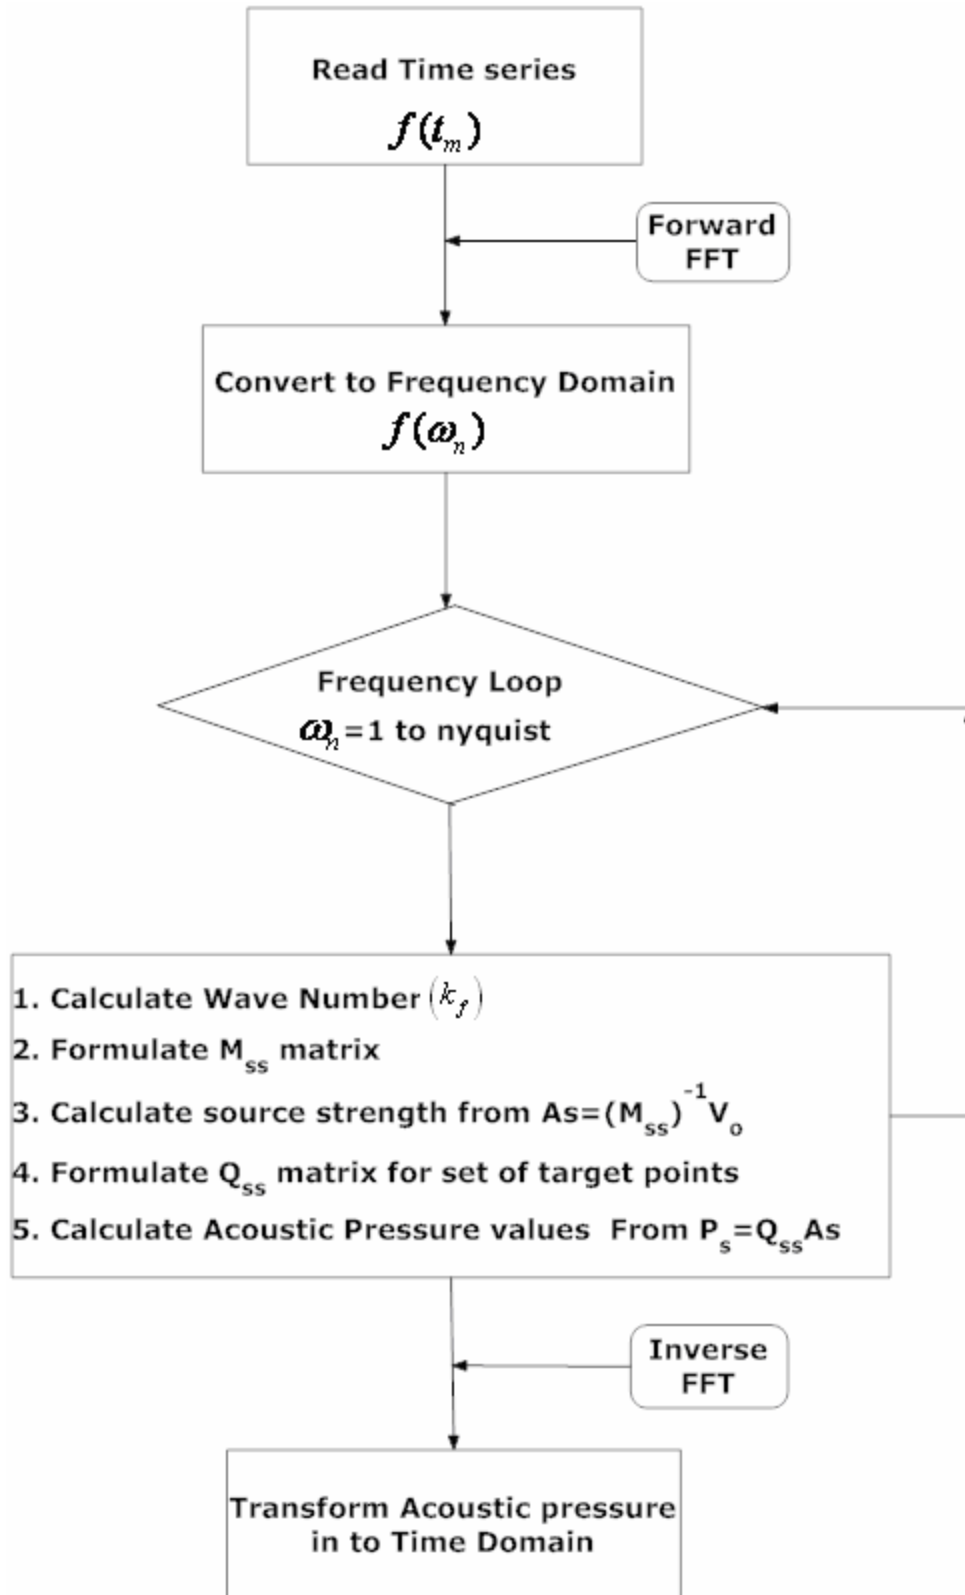 Read Time series
f(t_m)
Forward
FFT
Convert to Frequency Domain
f(ω_n)
Frequency Loop
ω_n=1 to nyquist
1. Calculate Wave Number (k_f)
2. Formulate M_ss matrix
3. Calculate source strength from As=(M_ss)^-1 V_o
4. Formulate Q_ss matrix for set of target points
5. Calculate Acoustic Pressure values From P_s=Q_ssAs
Inverse
FFT
Transform Acoustic pressure
in to Time Domain